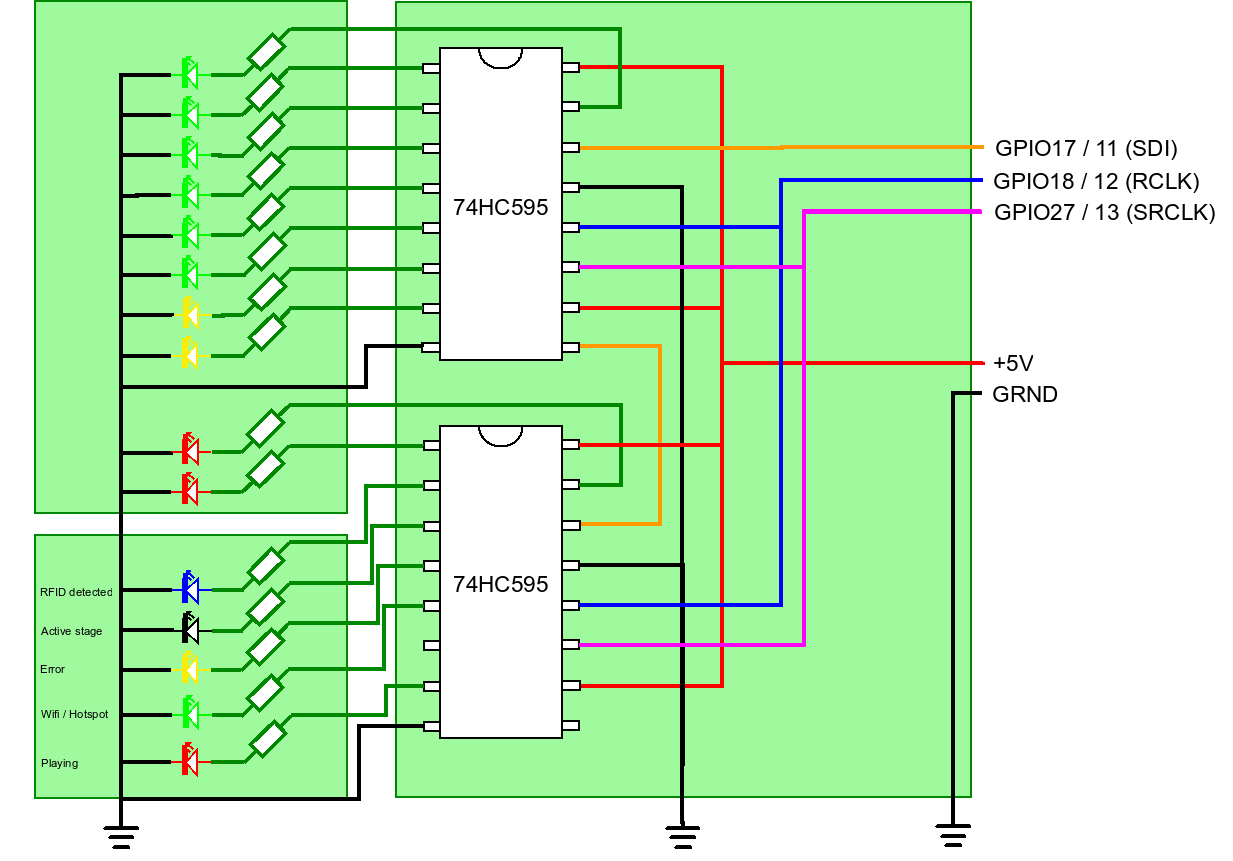 74HC595
GPIO17 / 11 (SDI)
GPIO18 / 12 (RCLK)
GPIO27 / 13 (SRCLK)
+5V
GRND
74HC595
RFID detected
Active stage
Error
Wifi / Hotspot
Playing